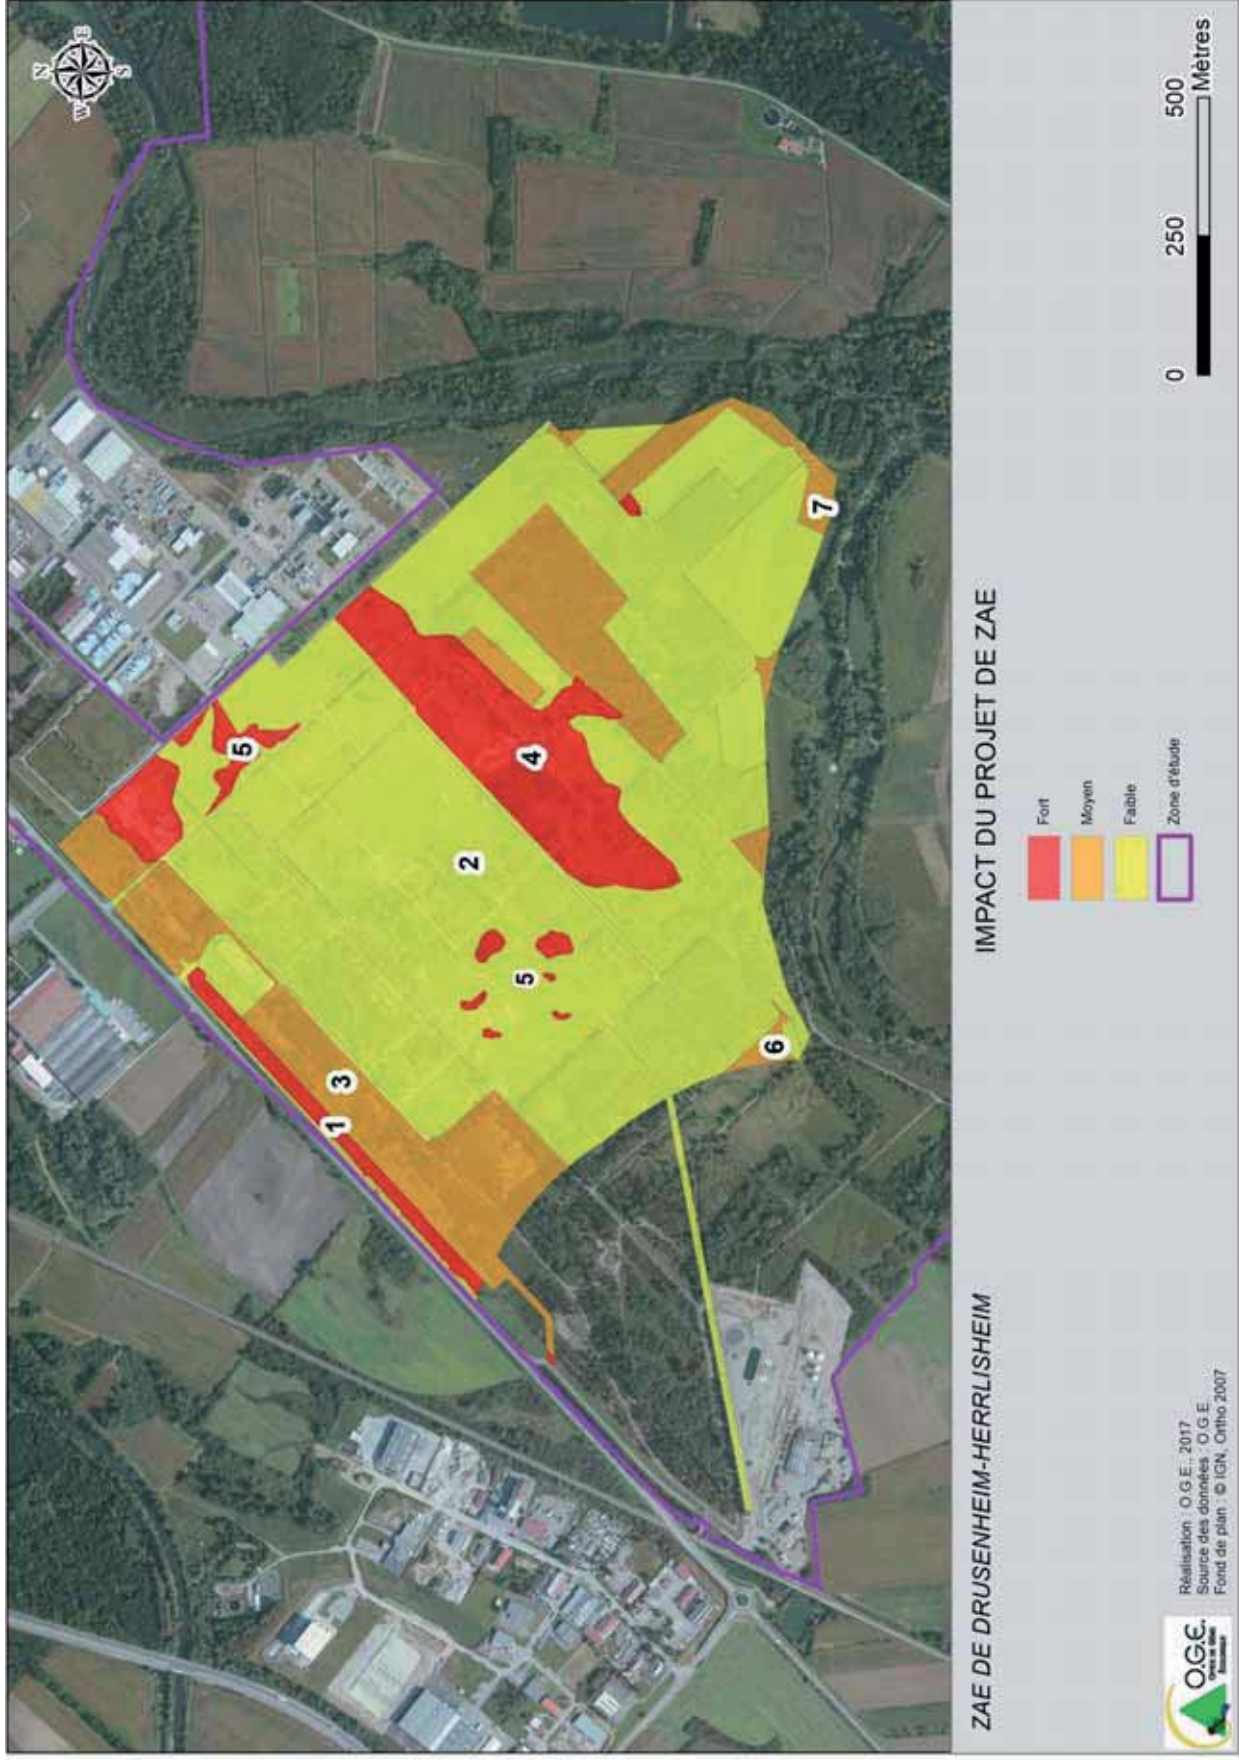 N
W
E
S
5
4
2
5
3
1
6
7
ZAE DE DRUSENHEIM-HERRLISHEIM
IMPACT DU PROJET DE ZAE
Fort
Moyen
Faible
Zone d'étude
0
250
500
Mètres
O.G.E.
Réalisation : O.G.E., 2017
Source des données : O.G.E.
Fond de plan : © IGN, Ortho 2007